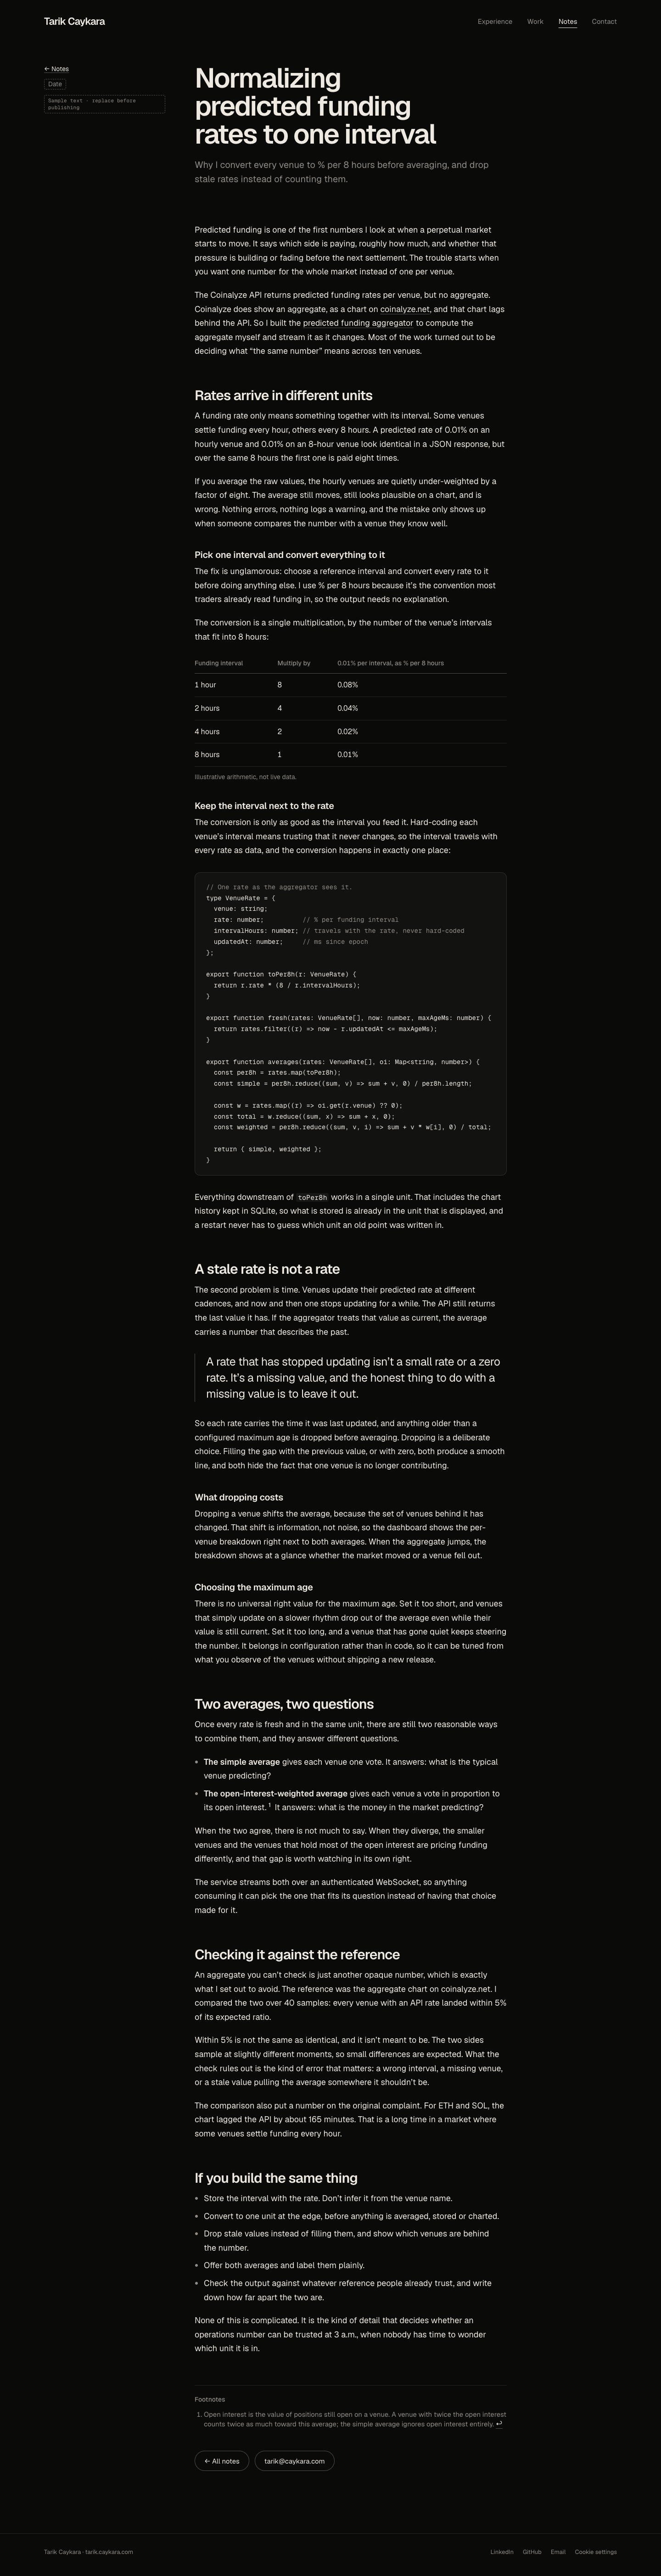 Tarik Caykara
Experience Work Notes Contact
← Notes
Date
Sample text · replace before
publishing
Normalizing
predicted funding
rates to one interval
Why I convert every venue to % per 8 hours before averaging, and drop
stale rates instead of counting them.
Predicted funding is one of the first numbers I look at when a perpetual market
starts to move. It says which side is paying, roughly how much, and whether that
pressure is building or fading before the next settlement. The trouble starts when
you want one number for the whole market instead of one per venue.
The Coinalyze API returns predicted funding rates per venue, but no aggregate.
Coinalyze does show an aggregate, as a chart on coinalyze.net, and that chart lags
behind the API. So I built the predicted funding aggregator to compute the
aggregate myself and stream it as it changes. Most of the work turned out to be
deciding what “the same number” means across ten venues.
Rates arrive in different units
A funding rate only means something together with its interval. Some venues
settle funding every hour, others every 8 hours. A predicted rate of 0.01% on an
hourly venue and 0.01% on an 8-hour venue look identical in a JSON response, but
over the same 8 hours the first one is paid eight times.
If you average the raw values, the hourly venues are quietly under-weighted by a
factor of eight. The average still moves, still looks plausible on a chart, and is
wrong. Nothing errors, nothing logs a warning, and the mistake only shows up
when someone compares the number with a venue they know well.
Pick one interval and convert everything to it
The fix is unglamorous: choose a reference interval and convert every rate to it
before doing anything else. I use % per 8 hours because it’s the convention most
traders already read funding in, so the output needs no explanation.
The conversion is a single multiplication, by the number of the venue’s intervals
that fit into 8 hours:
Funding interval Multiply by 0.01% per interval, as % per 8 hours
1 hour 8 0.08%
2 hours 4 0.04%
4 hours 2 0.02%
8 hours 1 0.01%
Illustrative arithmetic, not live data.
Keep the interval next to the rate
The conversion is only as good as the interval you feed it. Hard-coding each
venue’s interval means trusting that it never changes, so the interval travels with
every rate as data, and the conversion happens in exactly one place:
// One rate as the aggregator sees it.
type VenueRate = {
  venue: string;
  rate: number;          // % per funding interval
  intervalHours: number; // travels with the rate, never hard-coded
  updatedAt: number;     // ms since epoch
};
export function toPer8h(r: VenueRate) {
  return r.rate * (8 / r.intervalHours);
}
export function fresh(rates: VenueRate[], now: number, maxAgeMs: number) {
  return rates.filter((r) => now - r.updatedAt <= maxAgeMs);
}
export function averages(rates: VenueRate[], oi: Map<string, number>) {
  const per8h = rates.map(toPer8h);
  const simple = per8h.reduce((sum, v) => sum + v, 0) / per8h.length;
  const w = rates.map((r) => oi.get(r.venue) ?? 0);
  const total = w.reduce((sum, x) => sum + x, 0);
  const weighted = per8h.reduce((sum, v, i) => sum + v * w[i], 0) / total;
  return { simple, weighted };
}
Everything downstream of toPer8h works in a single unit. That includes the chart
history kept in SQLite, so what is stored is already in the unit that is displayed, and
a restart never has to guess which unit an old point was written in.
A stale rate is not a rate
The second problem is time. Venues update their predicted rate at different
cadences, and now and then one stops updating for a while. The API still returns
the last value it has. If the aggregator treats that value as current, the average
carries a number that describes the past.
A rate that has stopped updating isn’t a small rate or a zero
rate. It’s a missing value, and the honest thing to do with a
missing value is to leave it out.
So each rate carries the time it was last updated, and anything older than a
configured maximum age is dropped before averaging. Dropping is a deliberate
choice. Filling the gap with the previous value, or with zero, both produce a smooth
line, and both hide the fact that one venue is no longer contributing.
What dropping costs
Dropping a venue shifts the average, because the set of venues behind it has
changed. That shift is information, not noise, so the dashboard shows the per-
venue breakdown right next to both averages. When the aggregate jumps, the
breakdown shows at a glance whether the market moved or a venue fell out.
Choosing the maximum age
There is no universal right value for the maximum age. Set it too short, and venues
that simply update on a slower rhythm drop out of the average even while their
value is still current. Set it too long, and a venue that has gone quiet keeps steering
the number. It belongs in configuration rather than in code, so it can be tuned from
what you observe of the venues without shipping a new release.
Two averages, two questions
Once every rate is fresh and in the same unit, there are still two reasonable ways
to combine them, and they answer different questions.
• The simple average gives each venue one vote. It answers: what is the typical
venue predicting?
• The open-interest-weighted average gives each venue a vote in proportion to
its open interest. 1 It answers: what is the money in the market predicting?
When the two agree, there is not much to say. When they diverge, the smaller
venues and the venues that hold most of the open interest are pricing funding
differently, and that gap is worth watching in its own right.
The service streams both over an authenticated WebSocket, so anything
consuming it can pick the one that fits its question instead of having that choice
made for it.
Checking it against the reference
An aggregate you can’t check is just another opaque number, which is exactly
what I set out to avoid. The reference was the aggregate chart on coinalyze.net. I
compared the two over 40 samples: every venue with an API rate landed within 5%
of its expected ratio.
Within 5% is not the same as identical, and it isn’t meant to be. The two sides
sample at slightly different moments, so small differences are expected. What the
check rules out is the kind of error that matters: a wrong interval, a missing venue,
or a stale value pulling the average somewhere it shouldn’t be.
The comparison also put a number on the original complaint. For ETH and SOL, the
chart lagged the API by about 165 minutes. That is a long time in a market where
some venues settle funding every hour.
If you build the same thing
• Store the interval with the rate. Don’t infer it from the venue name.
• Convert to one unit at the edge, before anything is averaged, stored or charted.
• Drop stale values instead of filling them, and show which venues are behind
the number.
• Offer both averages and label them plainly.
• Check the output against whatever reference people already trust, and write
down how far apart the two are.
None of this is complicated. It is the kind of detail that decides whether an
operations number can be trusted at 3 a.m., when nobody has time to wonder
which unit it is in.
Footnotes
1. Open interest is the value of positions still open on a venue. A venue with twice the open interest
counts twice as much toward this average; the simple average ignores open interest entirely. ↩
← All notes tarik@caykara.com
Tarik Caykara · tarik.caykara.com
LinkedIn GitHub Email Cookie settings